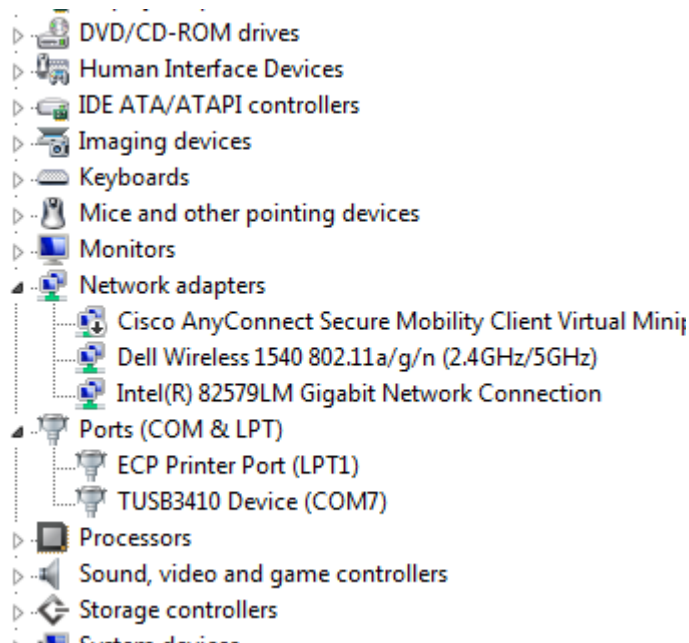 DVD/CD-ROM drives
Human Interface Devices
IDE ATA/ATAPI controllers
Imaging devices
Keyboards
Mice and other pointing devices
Monitors
Network adapters
Cisco AnyConnect Secure Mobility Client Virtual Minip
Dell Wireless 1540 802.11a/g/n (2.4GHz/5GHz)
Intel(R) 82579LM Gigabit Network Connection
Ports (COM & LPT)
ECP Printer Port (LPT1)
TUSB3410 Device (COM7)
Processors
Sound, video and game controllers
Storage controllers
System devices